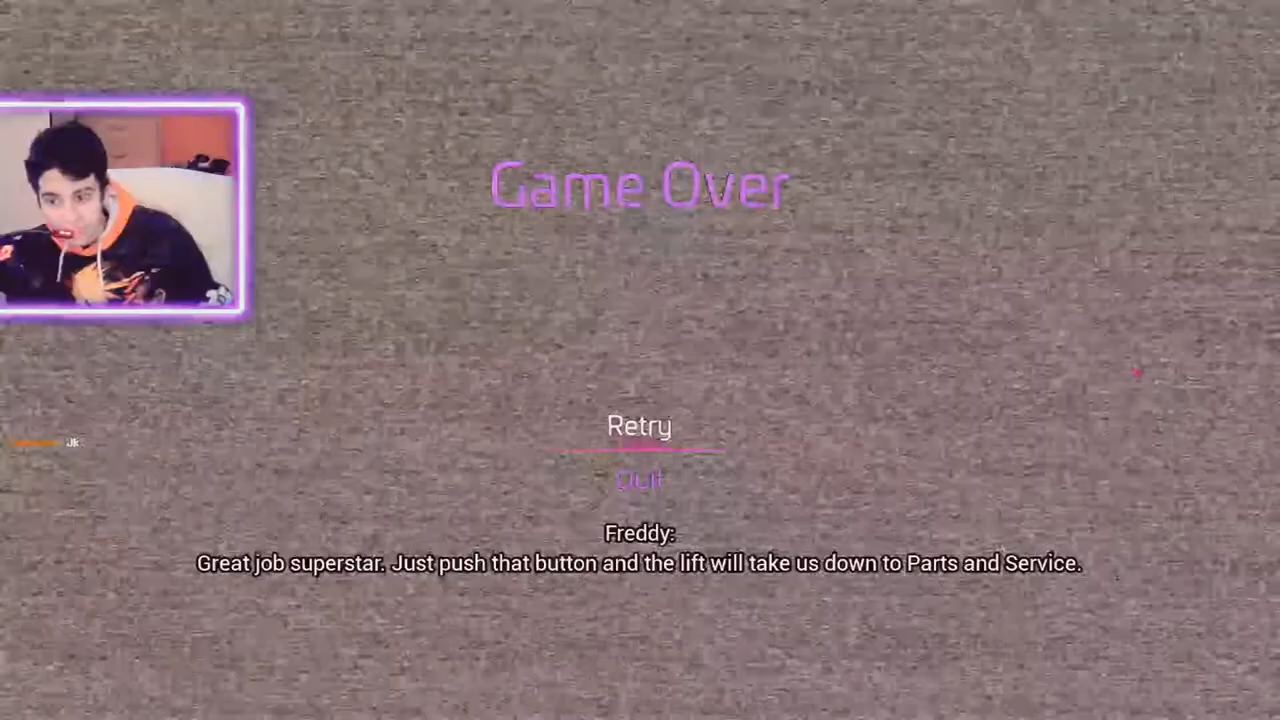 Game Over
Jk
Retry
Quit
Freddy:
Great job superstar. Just push that button and the lift will take us down to Parts and Service.